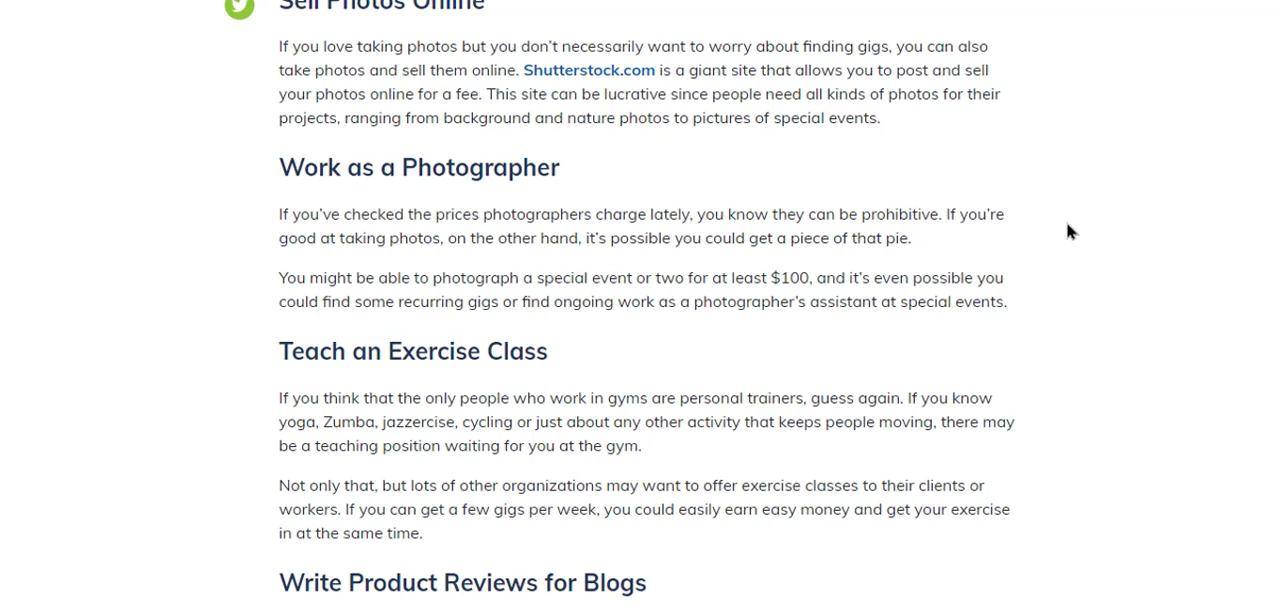 Sell Photos Online
If you love taking photos but you don’t necessarily want to worry about finding gigs, you can also
take photos and sell them online. Shutterstock.com is a giant site that allows you to post and sell
your photos online for a fee. This site can be lucrative since people need all kinds of photos for their
projects, ranging from background and nature photos to pictures of special events.
Work as a Photographer
If you’ve checked the prices photographers charge lately, you know they can be prohibitive. If you’re
good at taking photos, on the other hand, it’s possible you could get a piece of that pie.
You might be able to photograph a special event or two for at least $100, and it’s even possible you
could find some recurring gigs or find ongoing work as a photographer’s assistant at special events.
Teach an Exercise Class
If you think that the only people who work in gyms are personal trainers, guess again. If you know
yoga, Zumba, jazzercise, cycling or just about any other activity that keeps people moving, there may
be a teaching position waiting for you at the gym.
Not only that, but lots of other organizations may want to offer exercise classes to their clients or
workers. If you can get a few gigs per week, you could easily earn easy money and get your exercise
in at the same time.
Write Product Reviews for Blogs